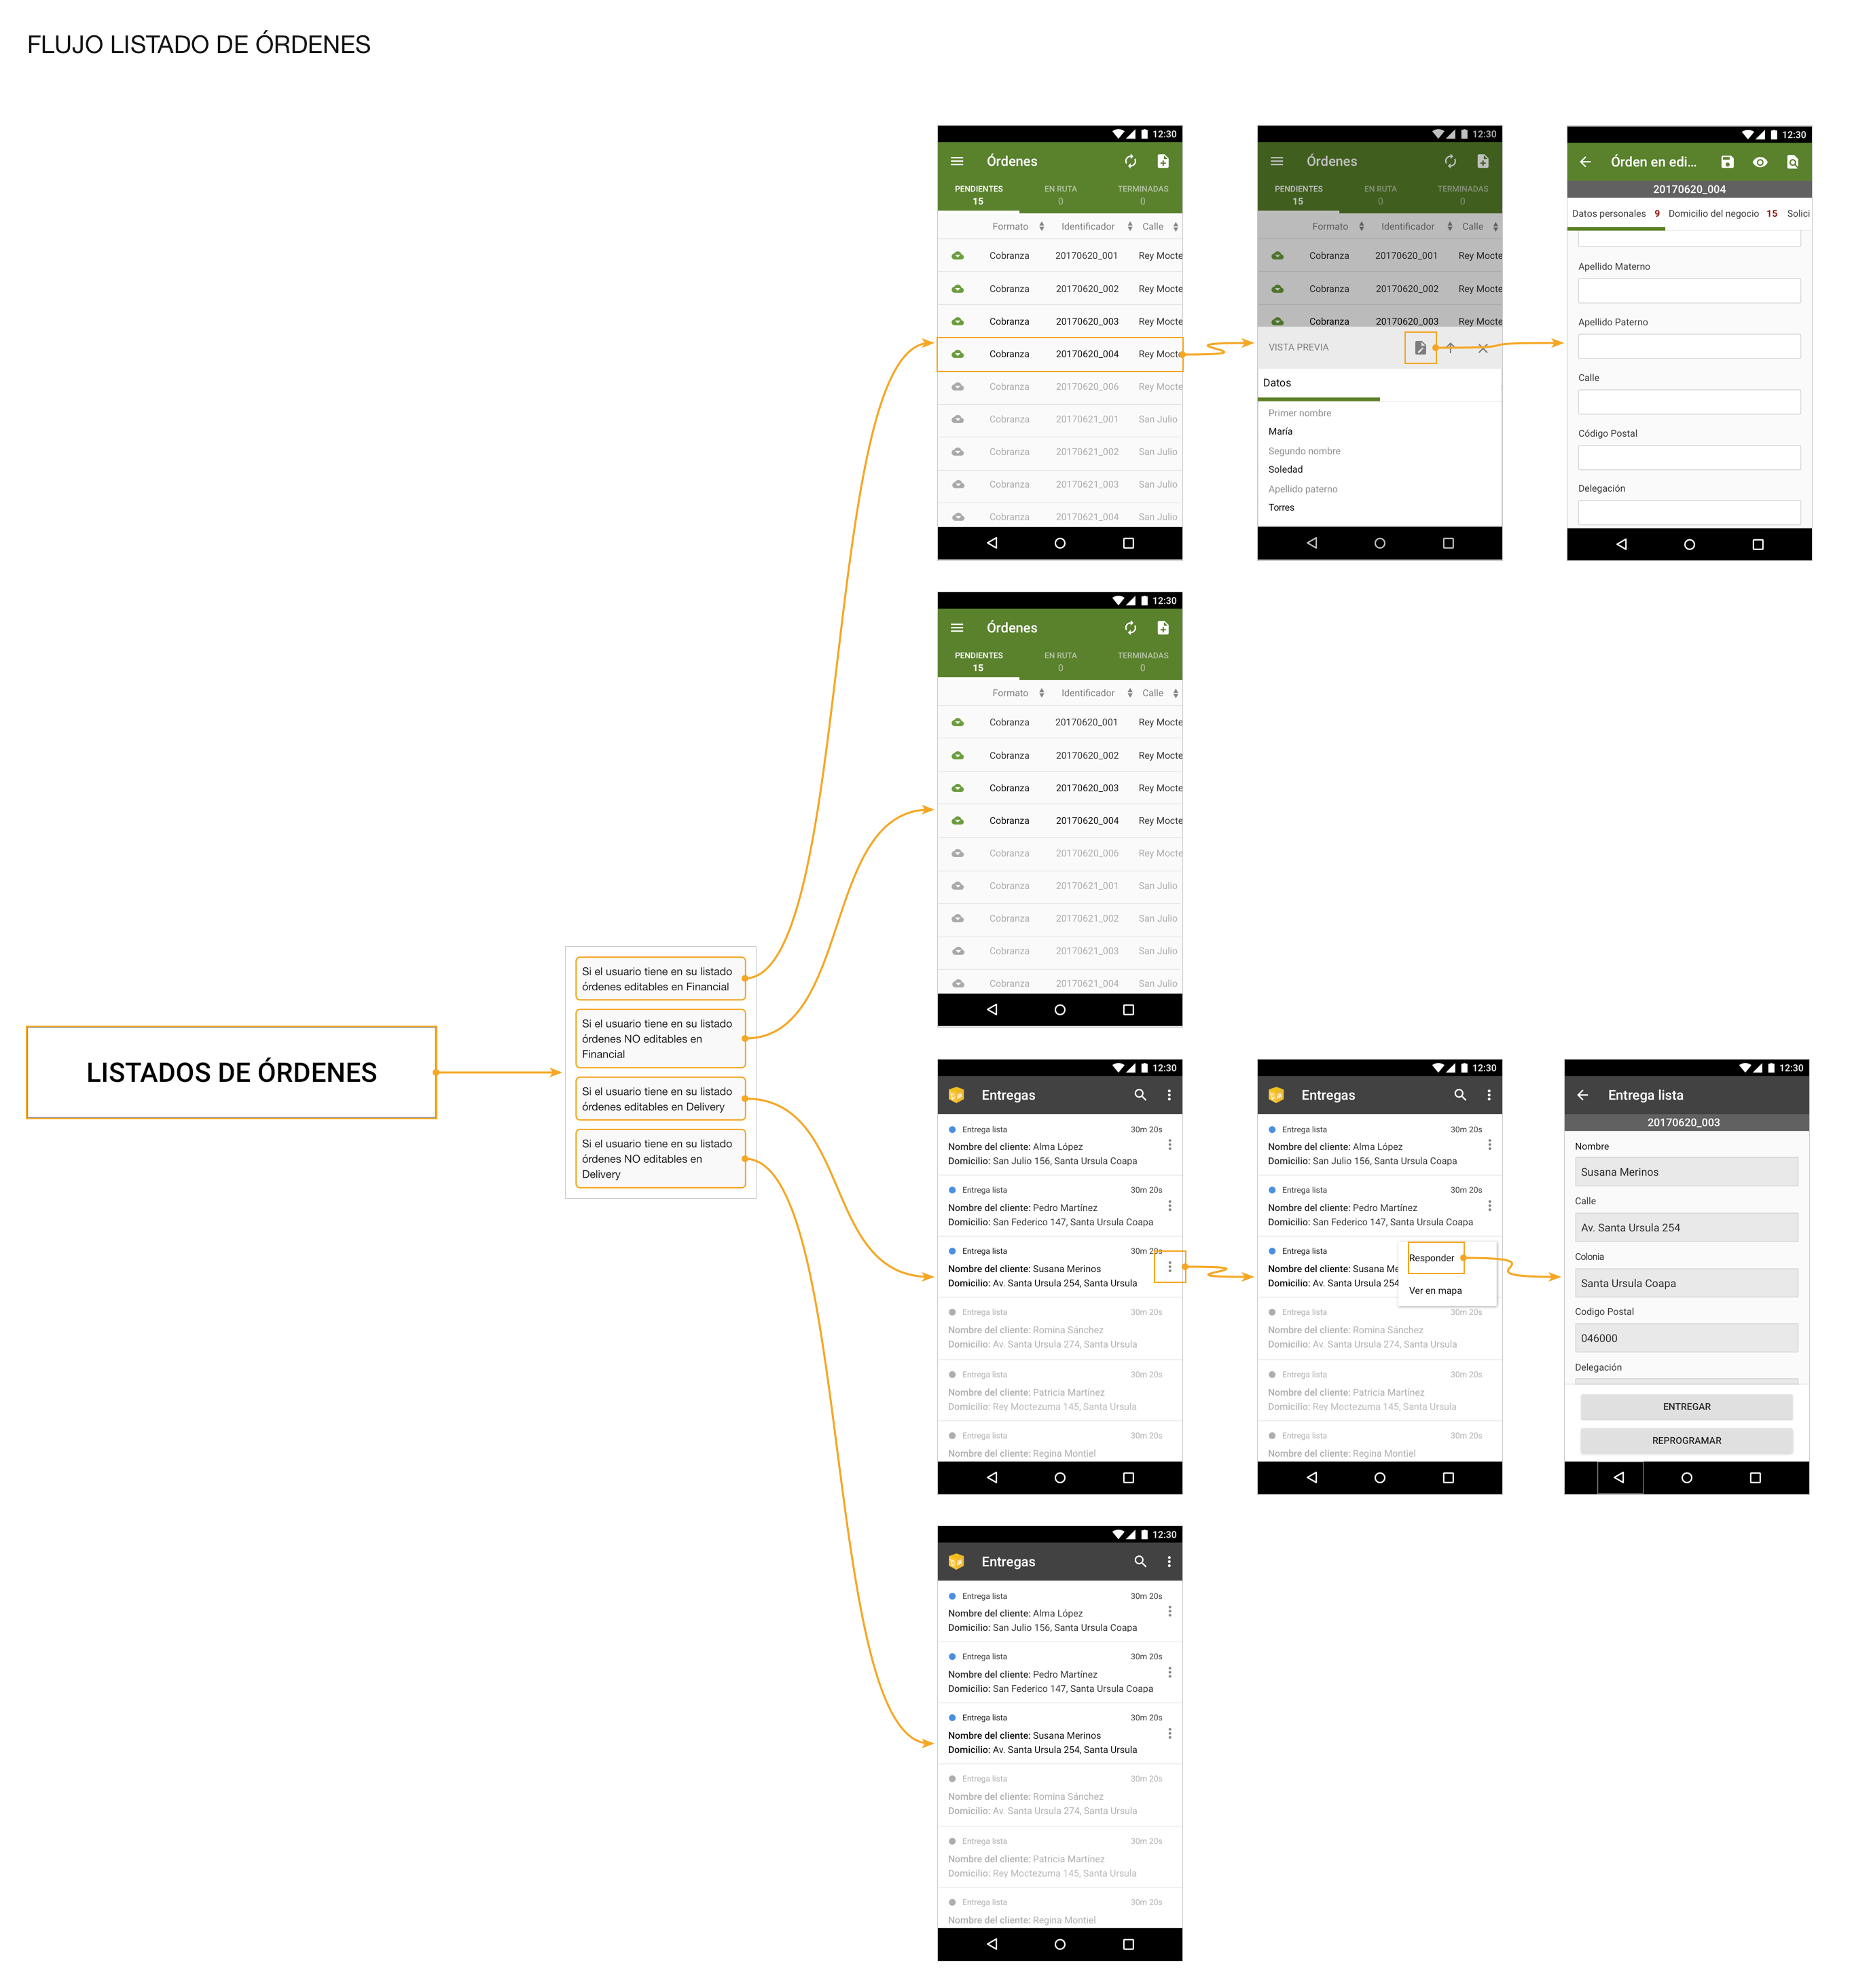 FLUJO LISTADO DE ÓRDENES
LISTADOS DE ÓRDENES
Si el usuario tiene en su listado
órdenes editables en Financial
Si el usuario tiene en su listado
órdenes NO editables en
Financial
Si el usuario tiene en su listado
órdenes editables en Delivery
Si el usuario tiene en su listado
órdenes NO editables en
Delivery
12:30
Órdenes
PENDIENTES EN RUTA TERMINADAS
15 0 0
Formato Identificador Calle
Cobranza 20170620_001 Rey Mocte
Cobranza 20170620_002 Rey Mocte
Cobranza 20170620_003 Rey Mocte
Cobranza 20170620_004 Rey Mocte
Cobranza 20170620_006 Rey Mocte
Cobranza 20170621_001 San Julio
Cobranza 20170621_002 San Julio
Cobranza 20170621_003 San Julio
Cobranza 20170621_004 San Julio
12:30
Órdenes
PENDIENTES EN RUTA TERMINADAS
15 0 0
Formato Identificador Calle
Cobranza 20170620_001 Rey Mocte
Cobranza 20170620_002 Rey Mocte
Cobranza 20170620_003 Rey Mocte
VISTA PREVIA
Datos
Primer nombre
María
Segundo nombre
Soledad
Apellido paterno
Torres
12:30
Órden en edi...
20170620_004
Datos personales 9 Domicilio del negocio 15 Solici
Apellido Materno
Apellido Paterno
Calle
Código Postal
Delegación
12:30
Órdenes
PENDIENTES EN RUTA TERMINADAS
15 0 0
Formato Identificador Calle
Cobranza 20170620_001 Rey Mocte
Cobranza 20170620_002 Rey Mocte
Cobranza 20170620_003 Rey Mocte
Cobranza 20170620_004 Rey Mocte
Cobranza 20170620_006 Rey Mocte
Cobranza 20170621_001 San Julio
Cobranza 20170621_002 San Julio
Cobranza 20170621_003 San Julio
Cobranza 20170621_004 San Julio
12:30
Entregas
Entrega lista 30m 20s
Nombre del cliente: Alma López
Domicilio: San Julio 156, Santa Ursula Coapa
Entrega lista 30m 20s
Nombre del cliente: Pedro Martínez
Domicilio: San Federico 147, Santa Ursula Coapa
Entrega lista 30m 20s
Nombre del cliente: Susana Merinos
Domicilio: Av. Santa Ursula 254, Santa Ursula
Entrega lista 30m 20s
Nombre del cliente: Romina Sánchez
Domicilio: Av. Santa Ursula 274, Santa Ursula
Entrega lista 30m 20s
Nombre del cliente: Patricia Martínez
Domicilio: Rey Moctezuma 145, Santa Ursula
Entrega lista 30m 20s
Nombre del cliente: Regina Montiel
12:30
Entregas
Entrega lista 30m 20s
Nombre del cliente: Alma López
Domicilio: San Julio 156, Santa Ursula Coapa
Entrega lista 30m 20s
Nombre del cliente: Pedro Martínez
Domicilio: San Federico 147, Santa Ursula Coapa
Entrega lista
Nombre del cliente: Susana Me
Domicilio: Av. Santa Ursula 254
Responder
Ver en mapa
Entrega lista 30m 20s
Nombre del cliente: Romina Sánchez
Domicilio: Av. Santa Ursula 274, Santa Ursula
Entrega lista 30m 20s
Nombre del cliente: Patricia Martínez
Domicilio: Rey Moctezuma 145, Santa Ursula
Entrega lista 30m 20s
Nombre del cliente: Regina Montiel
12:30
Entrega lista
20170620_003
Nombre
Susana Merinos
Calle
Av. Santa Ursula 254
Colonia
Santa Ursula Coapa
Codigo Postal
046000
Delegación
ENTREGAR
REPROGRAMAR
12:30
Entregas
Entrega lista 30m 20s
Nombre del cliente: Alma López
Domicilio: San Julio 156, Santa Ursula Coapa
Entrega lista 30m 20s
Nombre del cliente: Pedro Martínez
Domicilio: San Federico 147, Santa Ursula Coapa
Entrega lista 30m 20s
Nombre del cliente: Susana Merinos
Domicilio: Av. Santa Ursula 254, Santa Ursula
Entrega lista 30m 20s
Nombre del cliente: Romina Sánchez
Domicilio: Av. Santa Ursula 274, Santa Ursula
Entrega lista 30m 20s
Nombre del cliente: Patricia Martínez
Domicilio: Rey Moctezuma 145, Santa Ursula
Entrega lista 30m 20s
Nombre del cliente: Regina Montiel